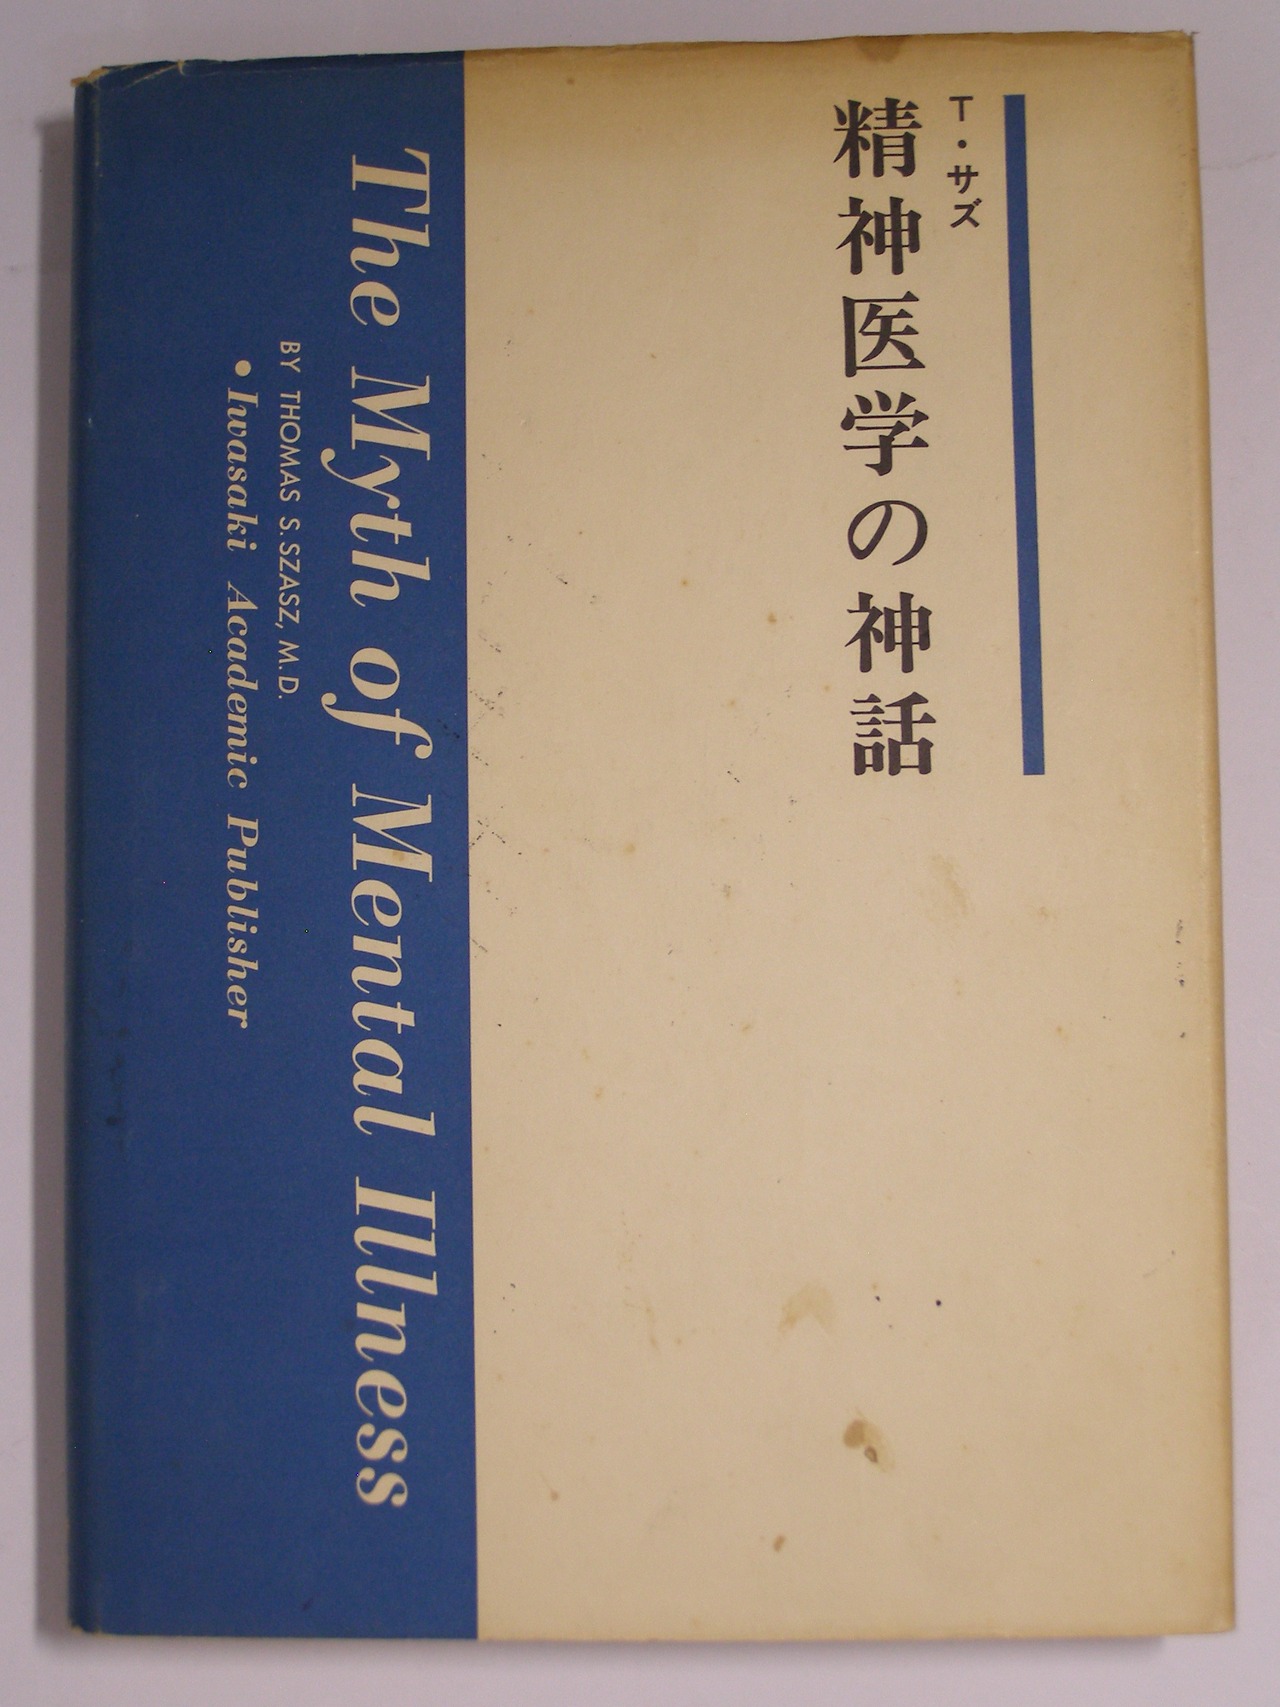 T・サズ
精神医学の神話
The Myth of Mental Illness
BY THOMAS S. SZASZ, M.D.
• Iwasaki Academic Publisher